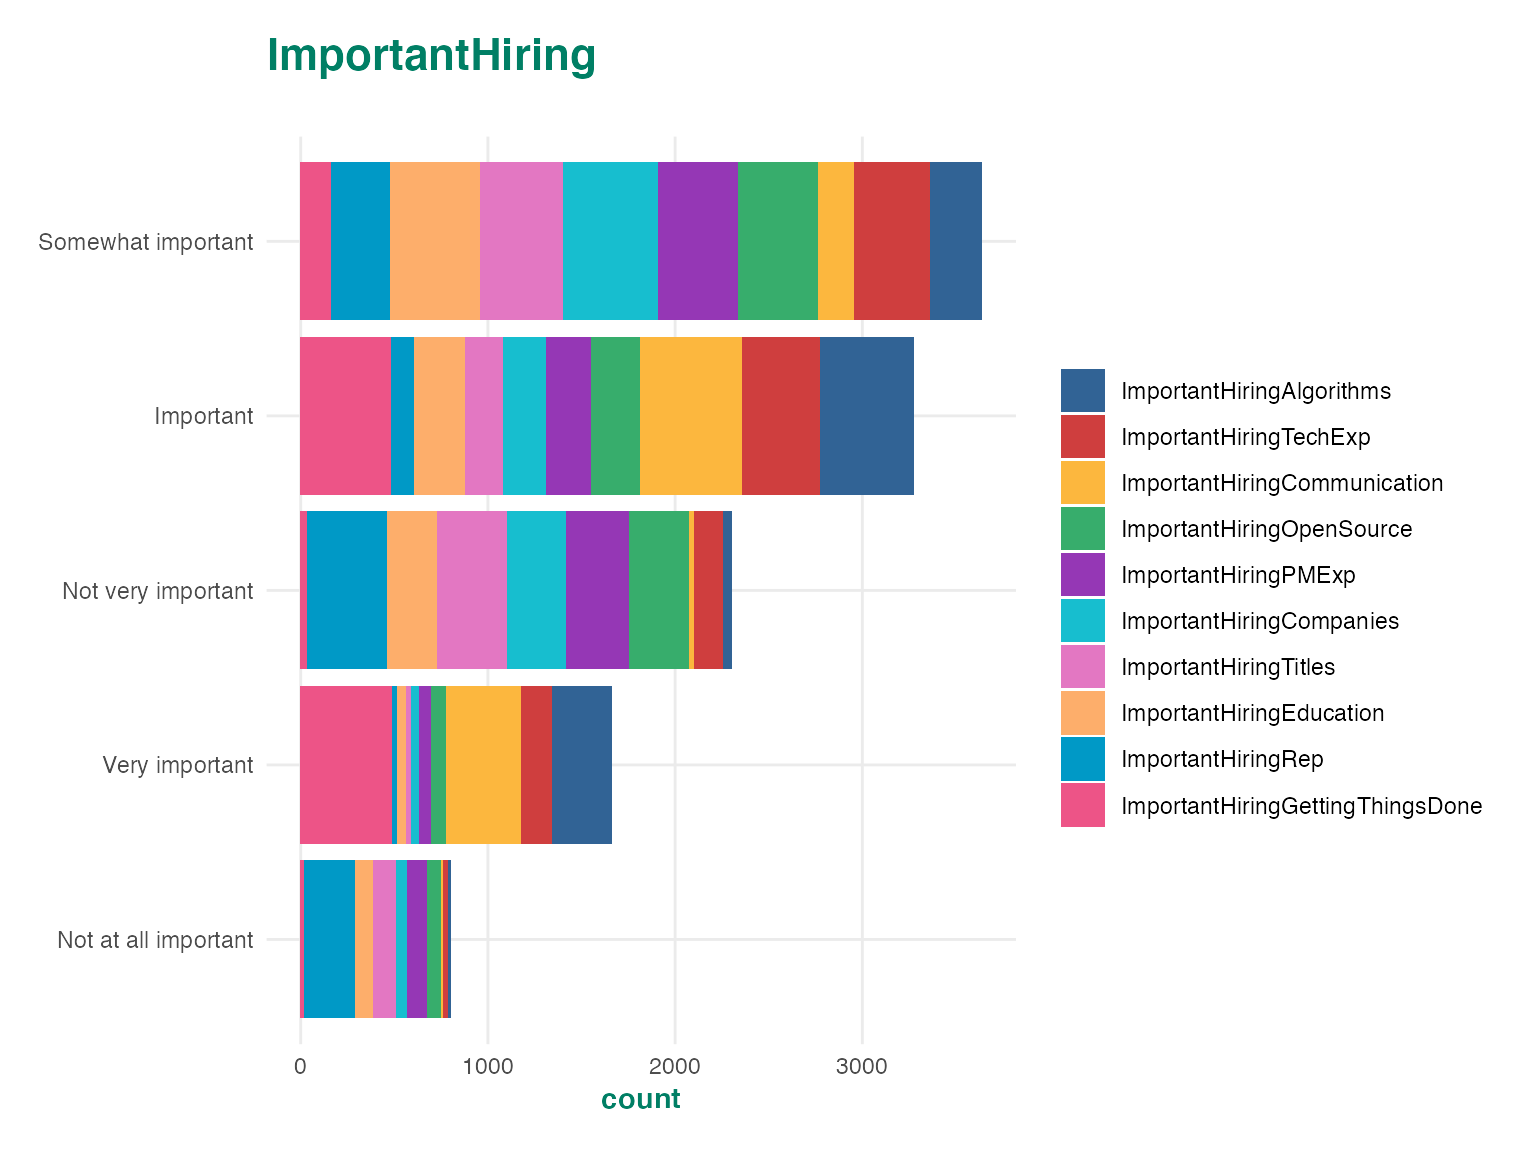 ImportantHiring
Somewhat important
Important
Not very important
Very important
Not at all important
0 1000 2000 3000
count
ImportantHiringAlgorithms
ImportantHiringTechExp
ImportantHiringCommunication
ImportantHiringOpenSource
ImportantHiringPMExp
ImportantHiringCompanies
ImportantHiringTitles
ImportantHiringEducation
ImportantHiringRep
ImportantHiringGettingThingsDone